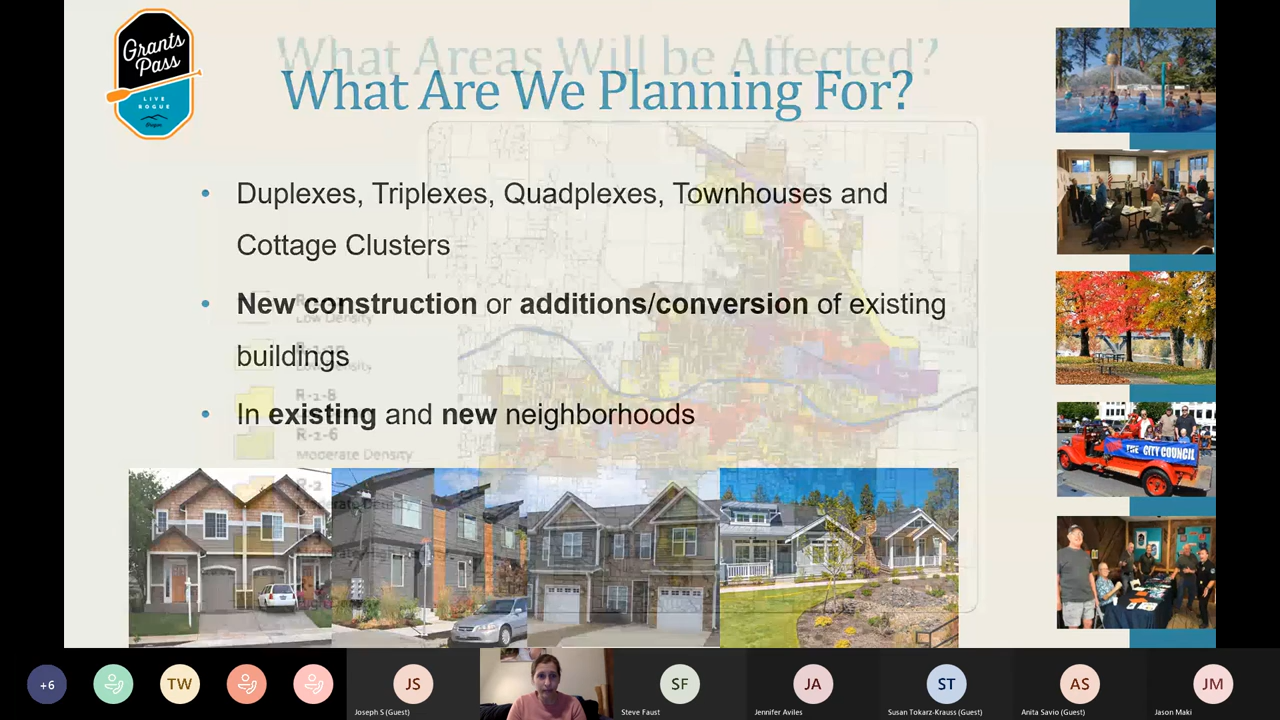 Grants
Pass
LIVE
ROGUE
What Areas Will be Affected?
What Are We Planning For?
• Duplexes, Triplexes, Quadplexes, Townhouses and
Cottage Clusters
• New construction or additions/conversion of existing
buildings
• In existing and new neighborhoods
Low Density
R-1-8
R-1-6
Moderate Density
R-2
THE CITY COUNCIL
+6
TW
JS
Joseph S (Guest)
SF
Steve Faust
JA
Jennifer Aviles
ST
Susan Tokarz-Krauss (Guest)
AS
Anita Savio (Guest)
JM
Jason Maki